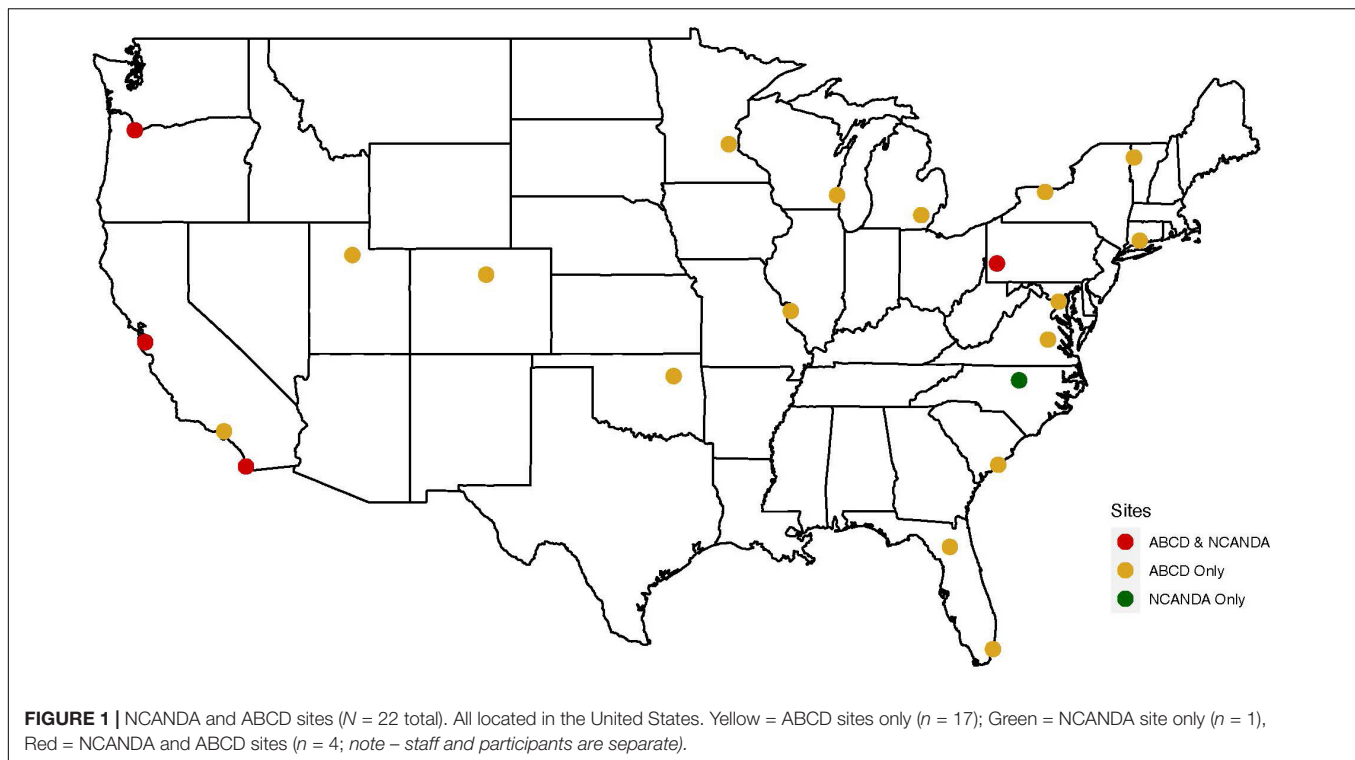 Sites
ABCD & NCANDA
ABCD Only
NCANDA Only
FIGURE 1 | NCANDA and ABCD sites (N = 22 total). All located in the United States. Yellow = ABCD sites only (n = 17); Green = NCANDA site only (n = 1),
Red = NCANDA and ABCD sites (n = 4; note – staff and participants are separate).